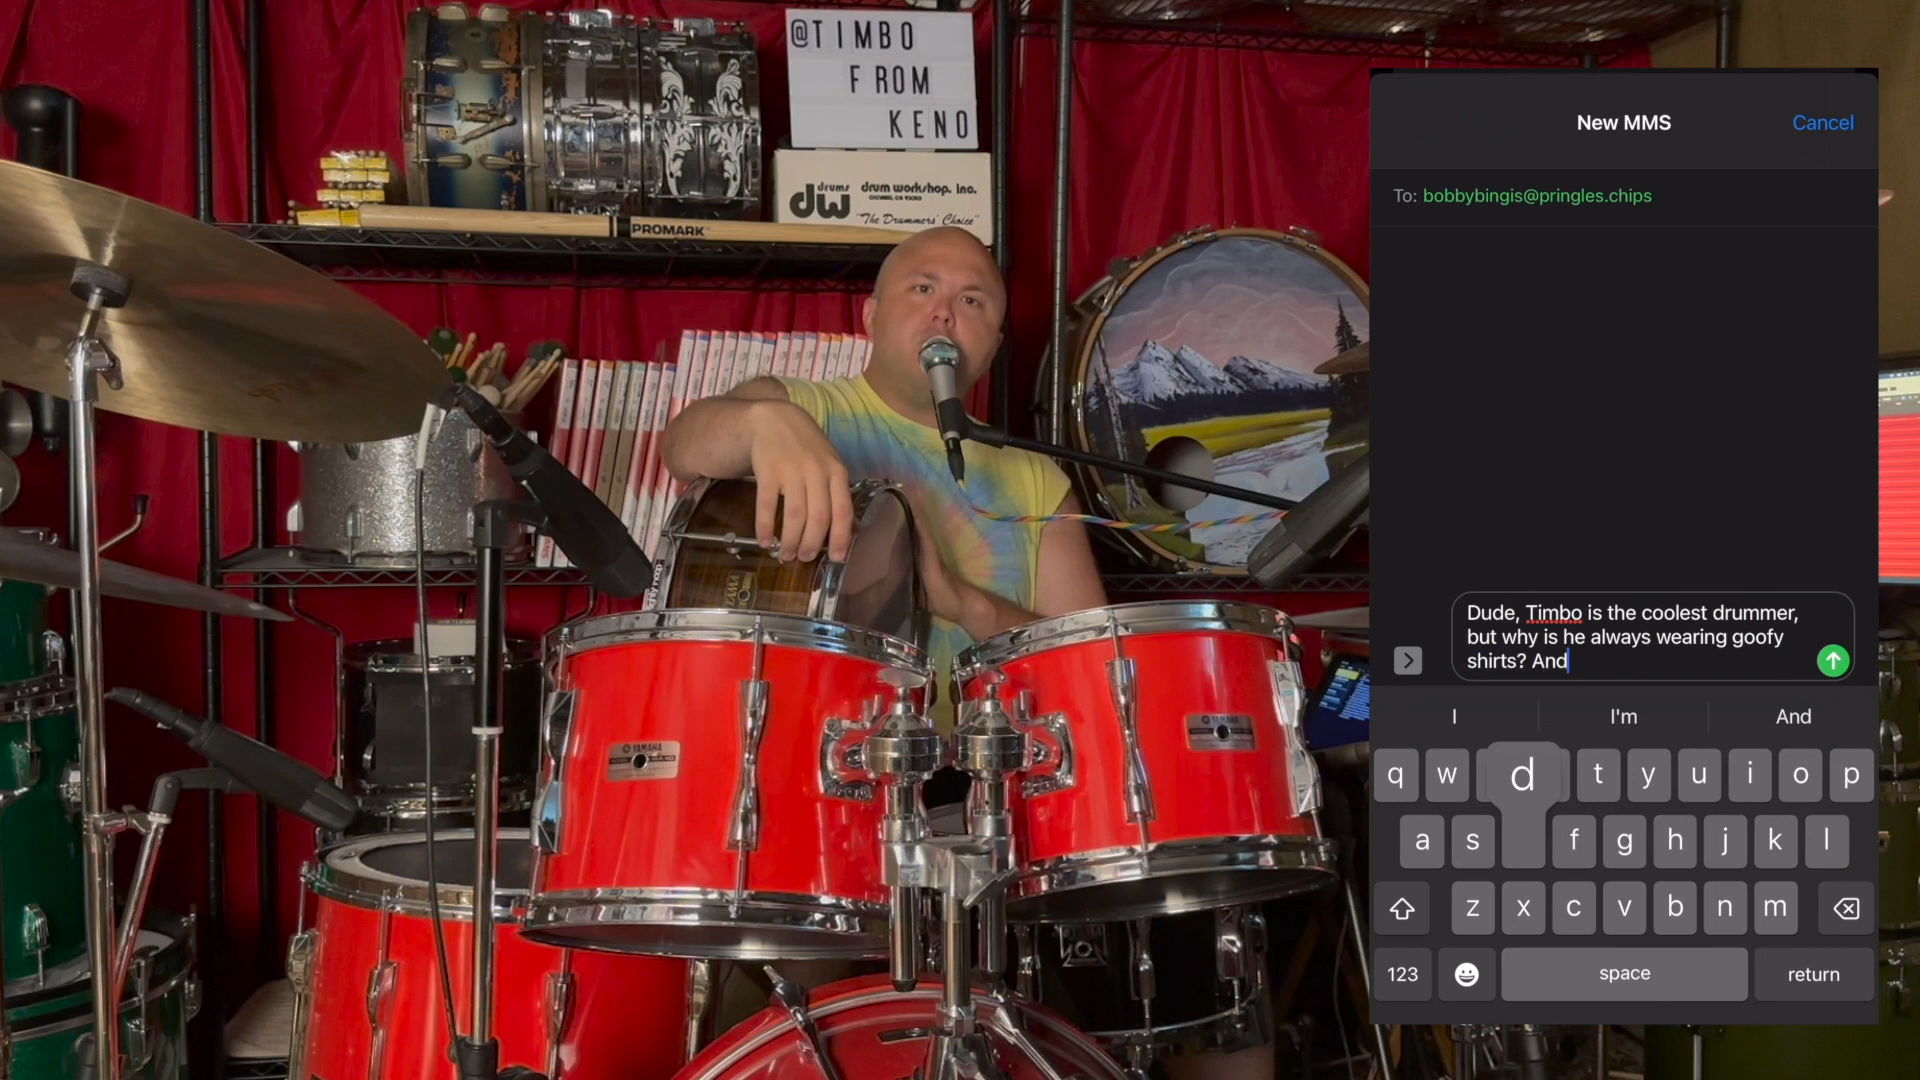 @TIMBO
FROM
KENO
drums
dw
drum workshop, inc.
"The Drummers' Choice"
PROMARK
YAMAHA
YAMAHA
New MMS
Cancel
To: bobbybingis@pringles.chips
Dude, Timbo is the coolest drummer,
but why is he always wearing goofy
shirts? And
I
I'm
And
q w d t y u i o p
a s f g h j k l
z x c v b n m
123
space
return